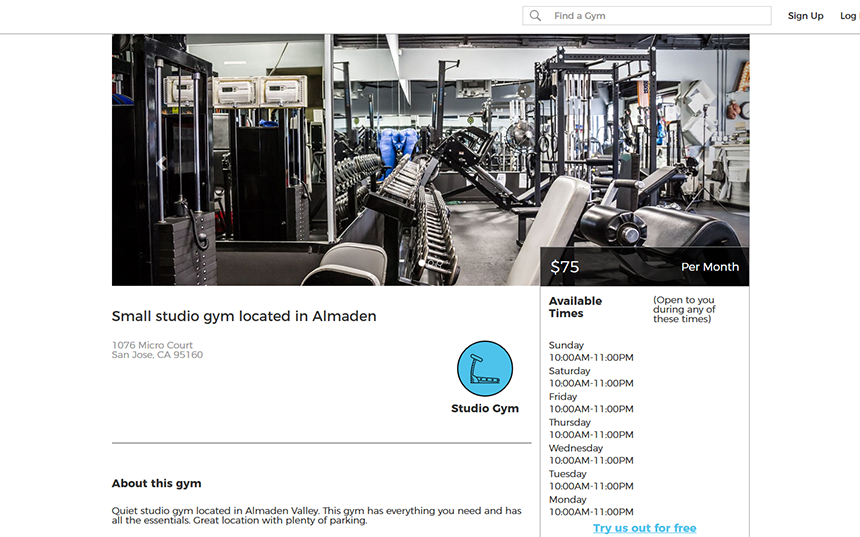 Find a Gym
Sign Up
Log
$75
Per Month
Small studio gym located in Almaden
1076 Micro Court
San Jose, CA 95160
Studio Gym
About this gym
Quiet studio gym located in Almaden Valley. This gym has everything you need and has
all the essentials. Great location with plenty of parking.
Available
Times
(Open to you
during any of
these times)
Sunday
10:00AM-11:00PM
Saturday
10:00AM-11:00PM
Friday
10:00AM-11:00PM
Thursday
10:00AM-11:00PM
Wednesday
10:00AM-11:00PM
Tuesday
10:00AM-11:00PM
Monday
10:00AM-11:00PM
Try us out for free